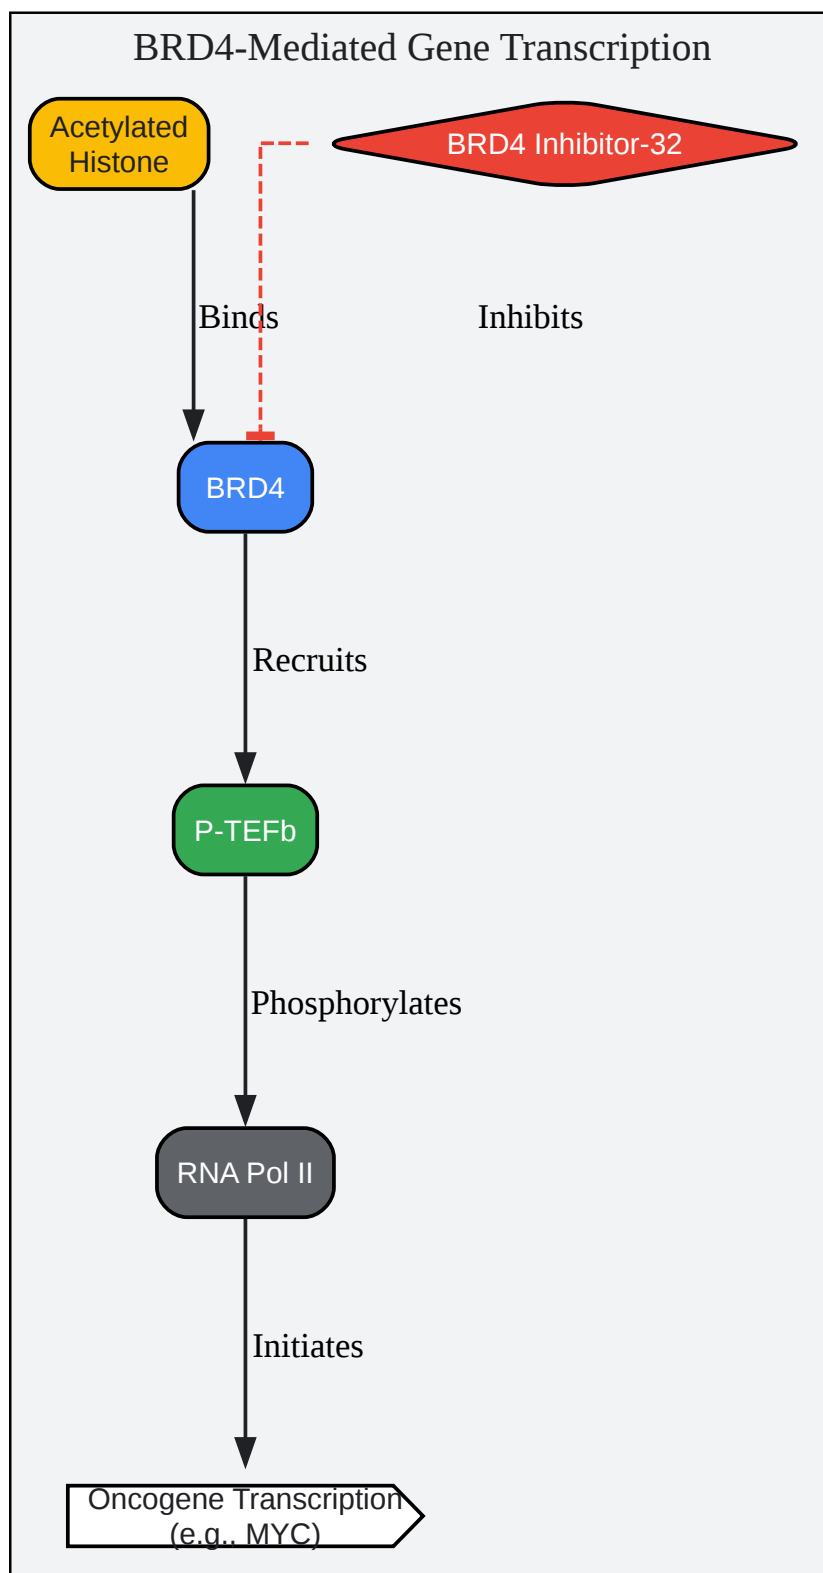 BRD4-Mediated Gene Transcription
Acetylated
Histone
BRD4 Inhibitor-32
Binds
Inhibits
BRD4
Recruits
P-TEFb
Phosphorylates
RNA Pol II
Initiates
Oncogene Transcription
(e.g., MYC)